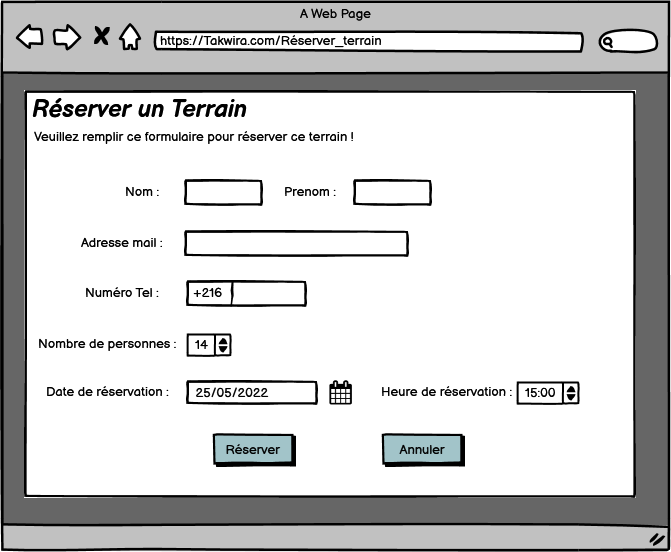 A Web Page
https://Takwira.com/Réserver_terrain
Réserver un Terrain
Veuillez remplir ce formulaire pour réserver ce terrain !
Nom : Prenom :
Adresse mail :
Numéro Tel : +216
Nombre de personnes : 14
Date de réservation : 25/05/2022 Heure de réservation : 15:00
Réserver Annuler